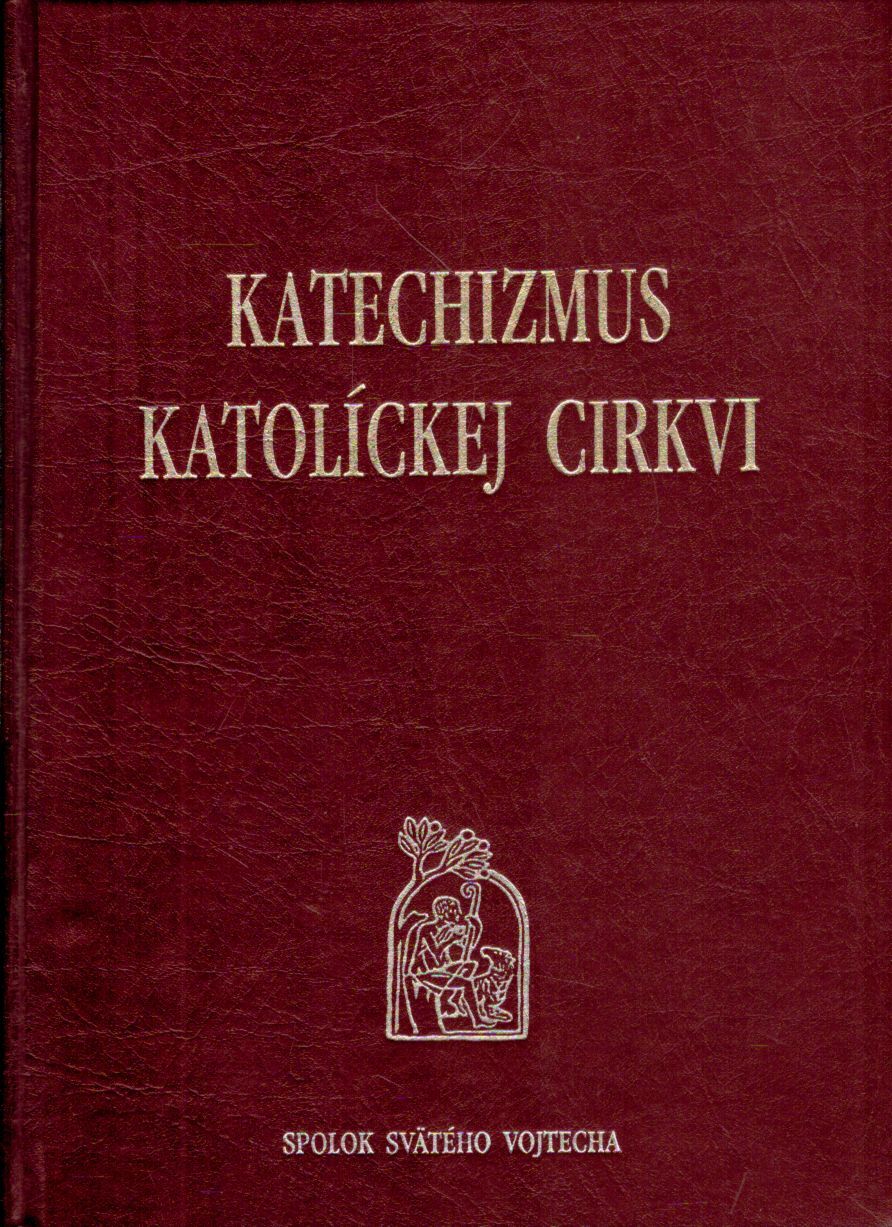 KATECHIZMUS
KATOLÍCKEJ CIRKVI
SPOLOK SVÄTÉHO VOJTECHA